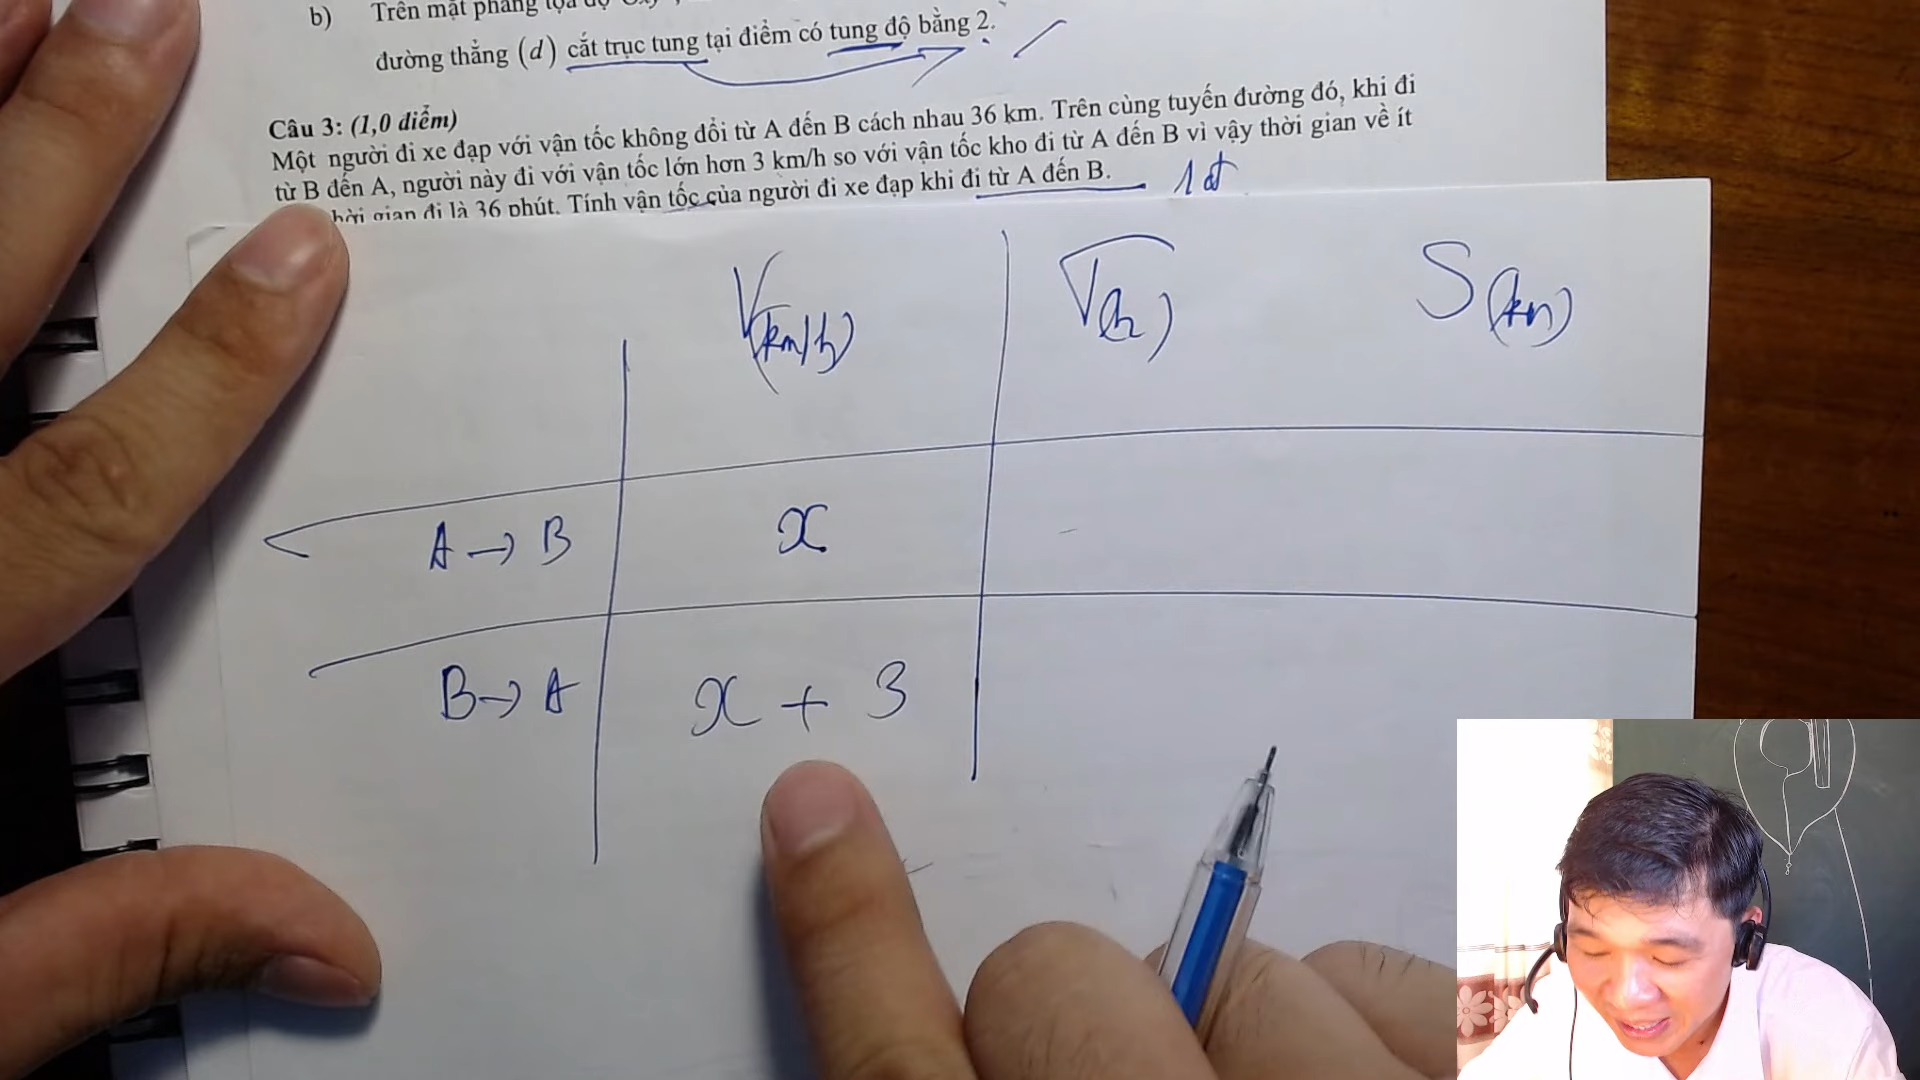 b) Trên mặt phẳng tọa độ Oxy,
đường thẳng (d) cắt trục tung tại điểm có tung độ bằng 2.
Câu 3: (1,0 điểm)
Một người đi xe đạp với vận tốc không đổi từ A đến B cách nhau 36 km. Trên cùng tuyến đường đó, khi đi
từ B đến A, người này đi với vận tốc lớn hơn 3 km/h so với vận tốc kho đi từ A đến B vì vậy thời gian về ít
hời gian đi là 36 phút. Tính vận tốc của người đi xe đạp khi đi từ A đến B. 1đ
V(km/h) T(h) S(km)
A → B x
B → A x + 3